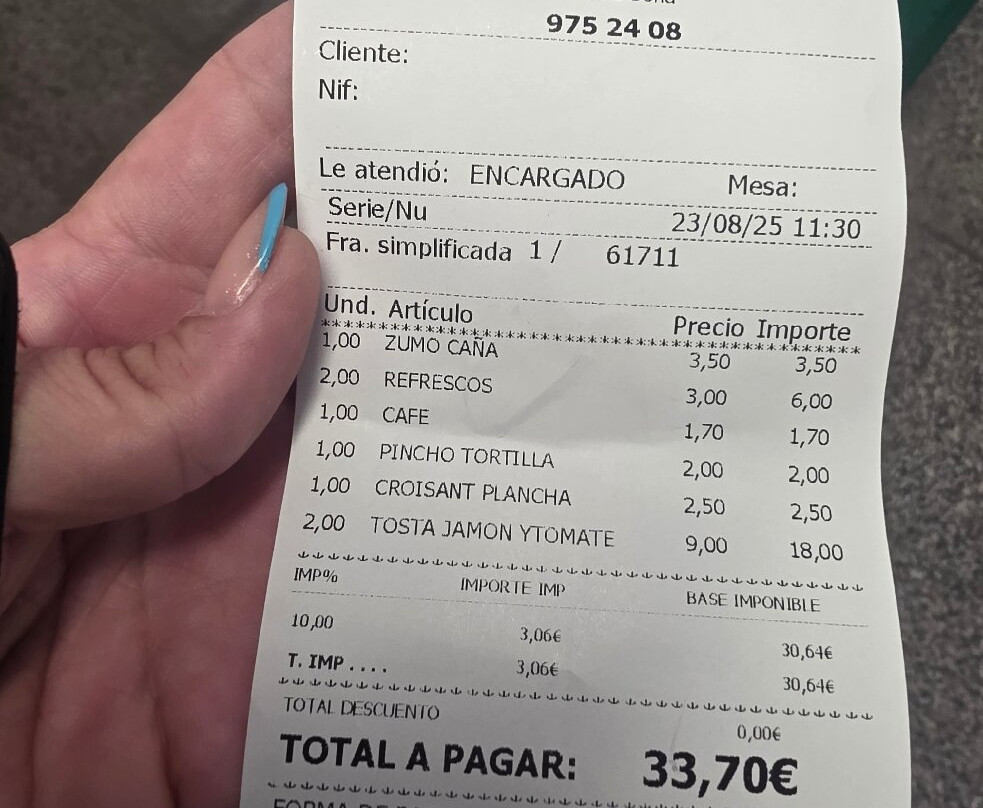 975 24 08
Cliente:
Nif:
Le atendió: ENCARGADO Mesa:
Serie/Nu 23/08/25 11:30
Fra. simplificada 1 / 61711
Und. Artículo Precio Importe
1,00 ZUMO CAÑA 3,50 3,50
2,00 REFRESCOS 3,00 6,00
1,00 CAFE 1,70 1,70
1,00 PINCHO TORTILLA 2,00 2,00
1,00 CROISANT PLANCHA 2,50 2,50
2,00 TOSTA JAMON YTOMATE 9,00 18,00
IMP% IMPORTE IMP BASE IMPONIBLE
10,00 3,06€ 30,64€
T. IMP .... 3,06€ 30,64€
TOTAL DESCUENTO 0,00€
TOTAL A PAGAR: 33,70€